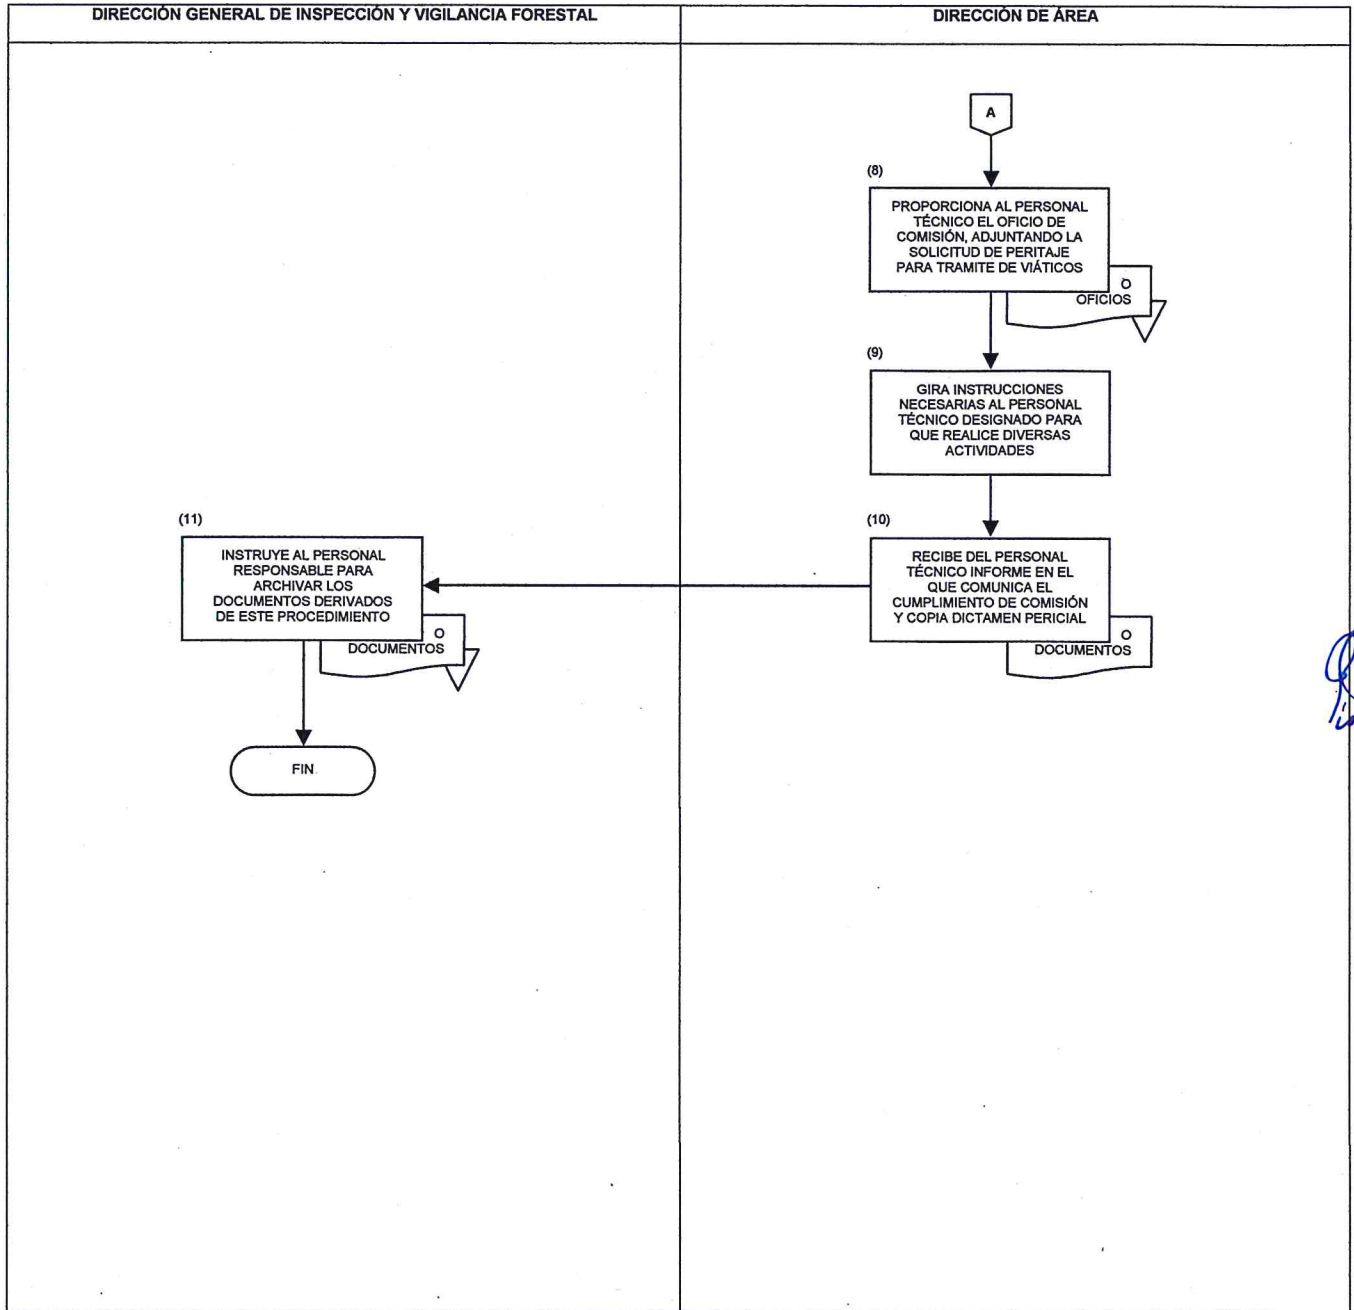 DIRECCIÓN GENERAL DE INSPECCIÓN Y VIGILANCIA FORESTAL
DIRECCIÓN DE ÁREA
A
(8)
PROPORCIONA AL PERSONAL
TÉCNICO EL OFICIO DE
COMISIÓN, ADJUNTANDO LA
SOLICITUD DE PERITAJE
PARA TRAMITE DE VIÁTICOS
O
OFICIOS
(9)
GIRA INSTRUCCIONES
NECESARIAS AL PERSONAL
TÉCNICO DESIGNADO PARA
QUE REALICE DIVERSAS
ACTIVIDADES
(10)
RECIBE DEL PERSONAL
TÉCNICO INFORME EN EL
QUE COMUNICA EL
CUMPLIMIENTO DE COMISIÓN
Y COPIA DICTAMEN PERICIAL
O
DOCUMENTOS
(11)
INSTRUYE AL PERSONAL
RESPONSABLE PARA
ARCHIVAR LOS
DOCUMENTOS DERIVADOS
DE ESTE PROCEDIMIENTO
O
DOCUMENTOS
FIN